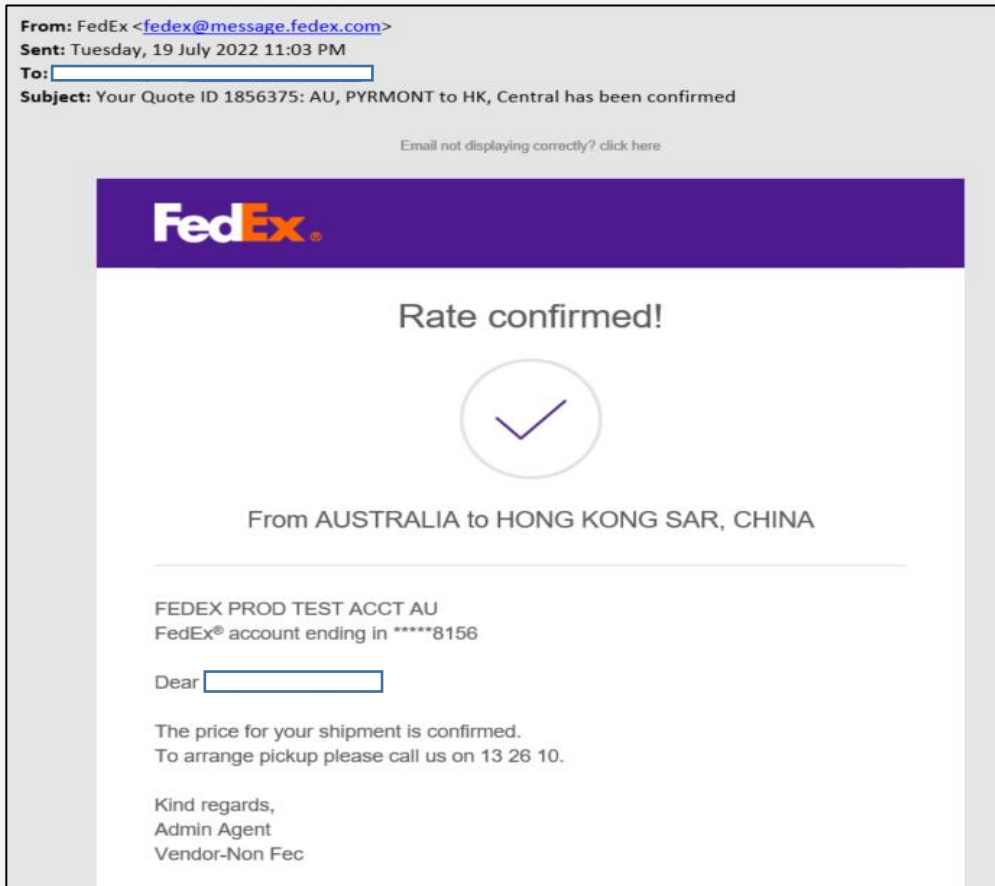 From: FedEx <fedex@message.fedex.com>
Sent: Tuesday, 19 July 2022 11:03 PM
To:
Subject: Your Quote ID 1856375: AU, PYRMONT to HK, Central has been confirmed
Email not displaying correctly? click here
FedEx®
Rate confirmed!
From AUSTRALIA to HONG KONG SAR, CHINA
FEDEX PROD TEST ACCT AU
FedEx® account ending in *****8156
Dear
The price for your shipment is confirmed.
To arrange pickup please call us on 13 26 10.
Kind regards,
Admin Agent
Vendor-Non Fec